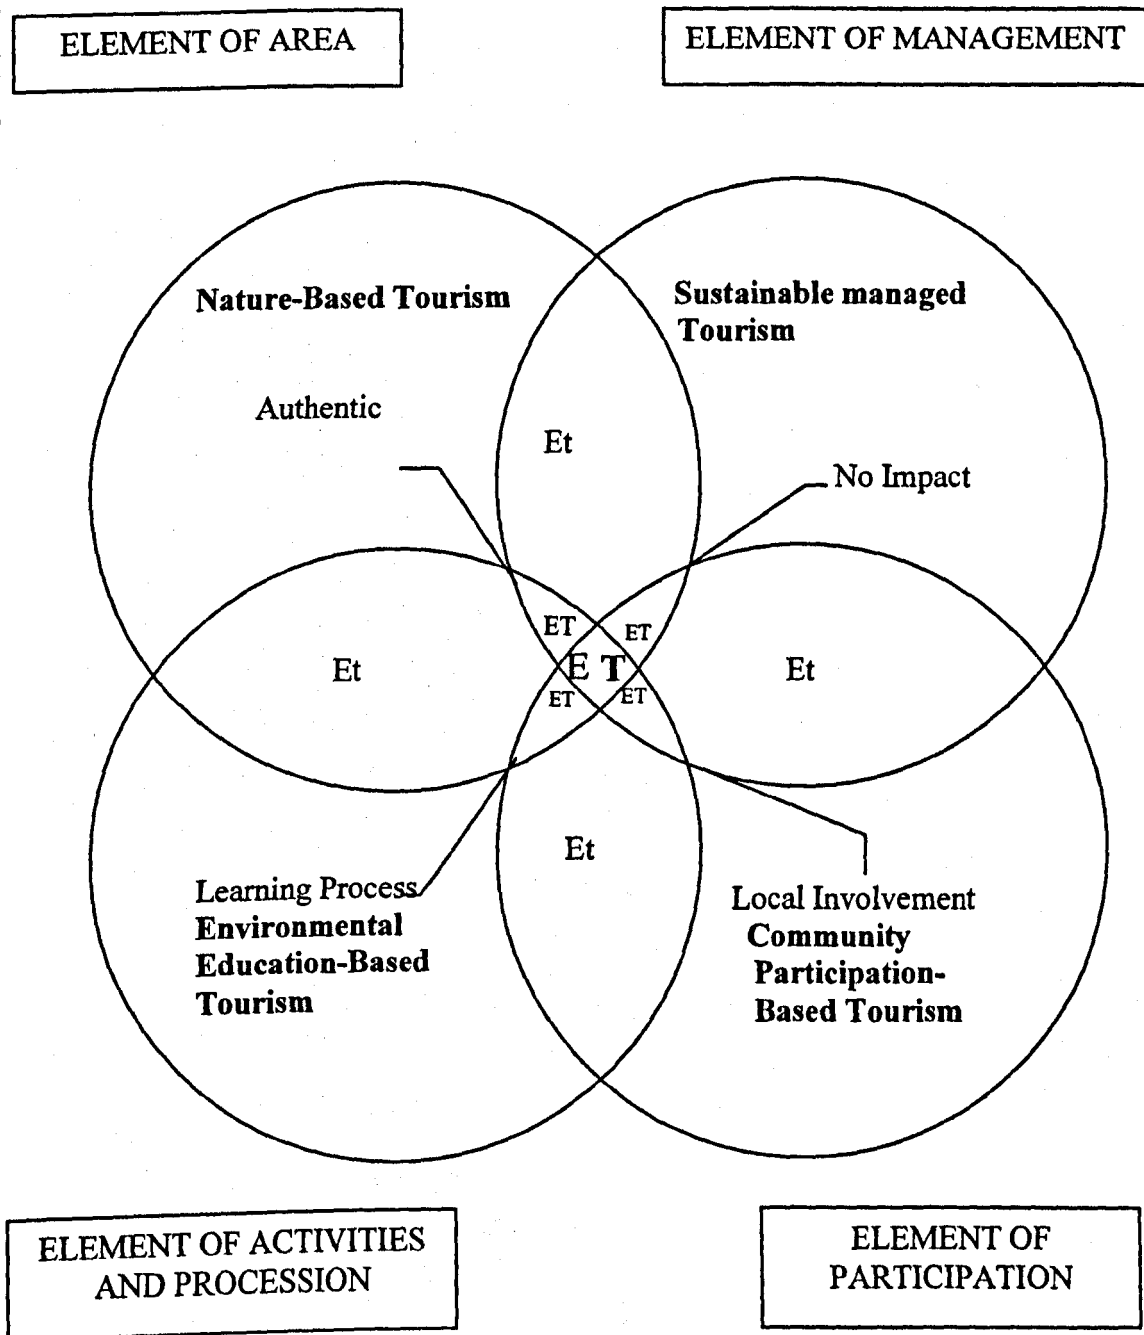 ELEMENT OF AREA
ELEMENT OF MANAGEMENT
Nature-Based Tourism
Sustainable managed
Tourism
Authentic
Et
No Impact
ET
ET
Et
E T
Et
ET
ET
Et
Learning Process
Environmental
Education-Based
Tourism
Local Involvement
Community
Participation-
Based Tourism
ELEMENT OF ACTIVITIES
AND PROCESSION
ELEMENT OF
PARTICIPATION